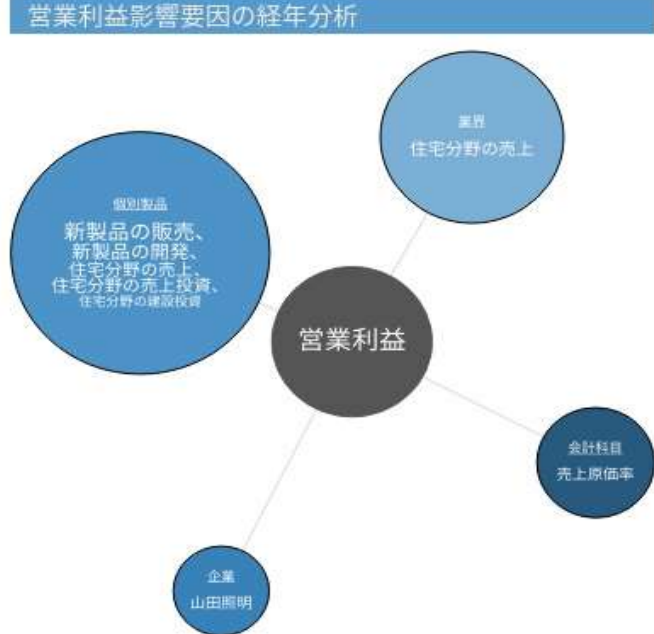 営業利益影響要因の経年分析
業界
住宅分野の売上
個別製品
新製品の販売、
新製品の開発、
住宅分野の売上、
住宅分野の売上投資、
住宅分野の建設投資
営業利益
会計科目
売上原価率
企業
山田照明